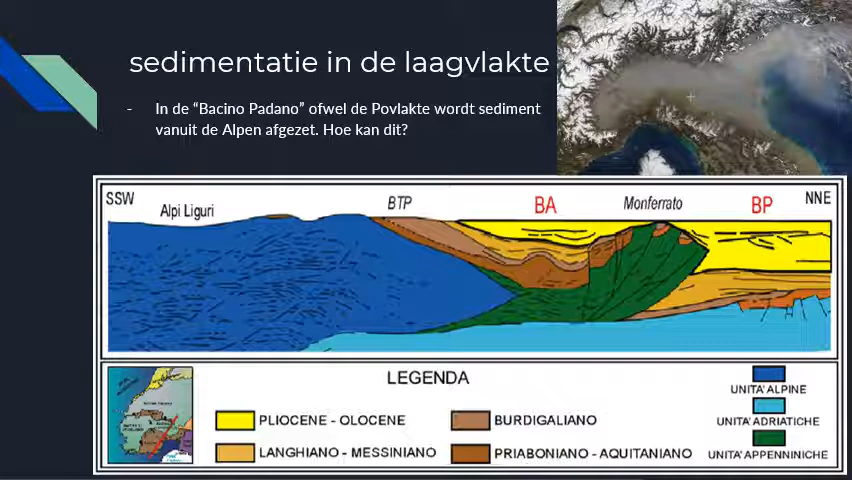 sedimentatie in de laagvlakte
- In de “Bacino Padano” ofwel de Povlakte wordt sediment
vanuit de Alpen afgezet. Hoe kan dit?
SSW
Alpi Liguri
BTP
BA
Monferrato
BP
NNE
LEGENDA
PLIOCENE - OLOCENE
BURDIGALIANO
LANGHIANO - MESSINIANO
PRIABONIANO - AQUITANIANO
UNITA' ALPINE
UNITA' ADRIATICHE
UNITA' APPENNINICHE